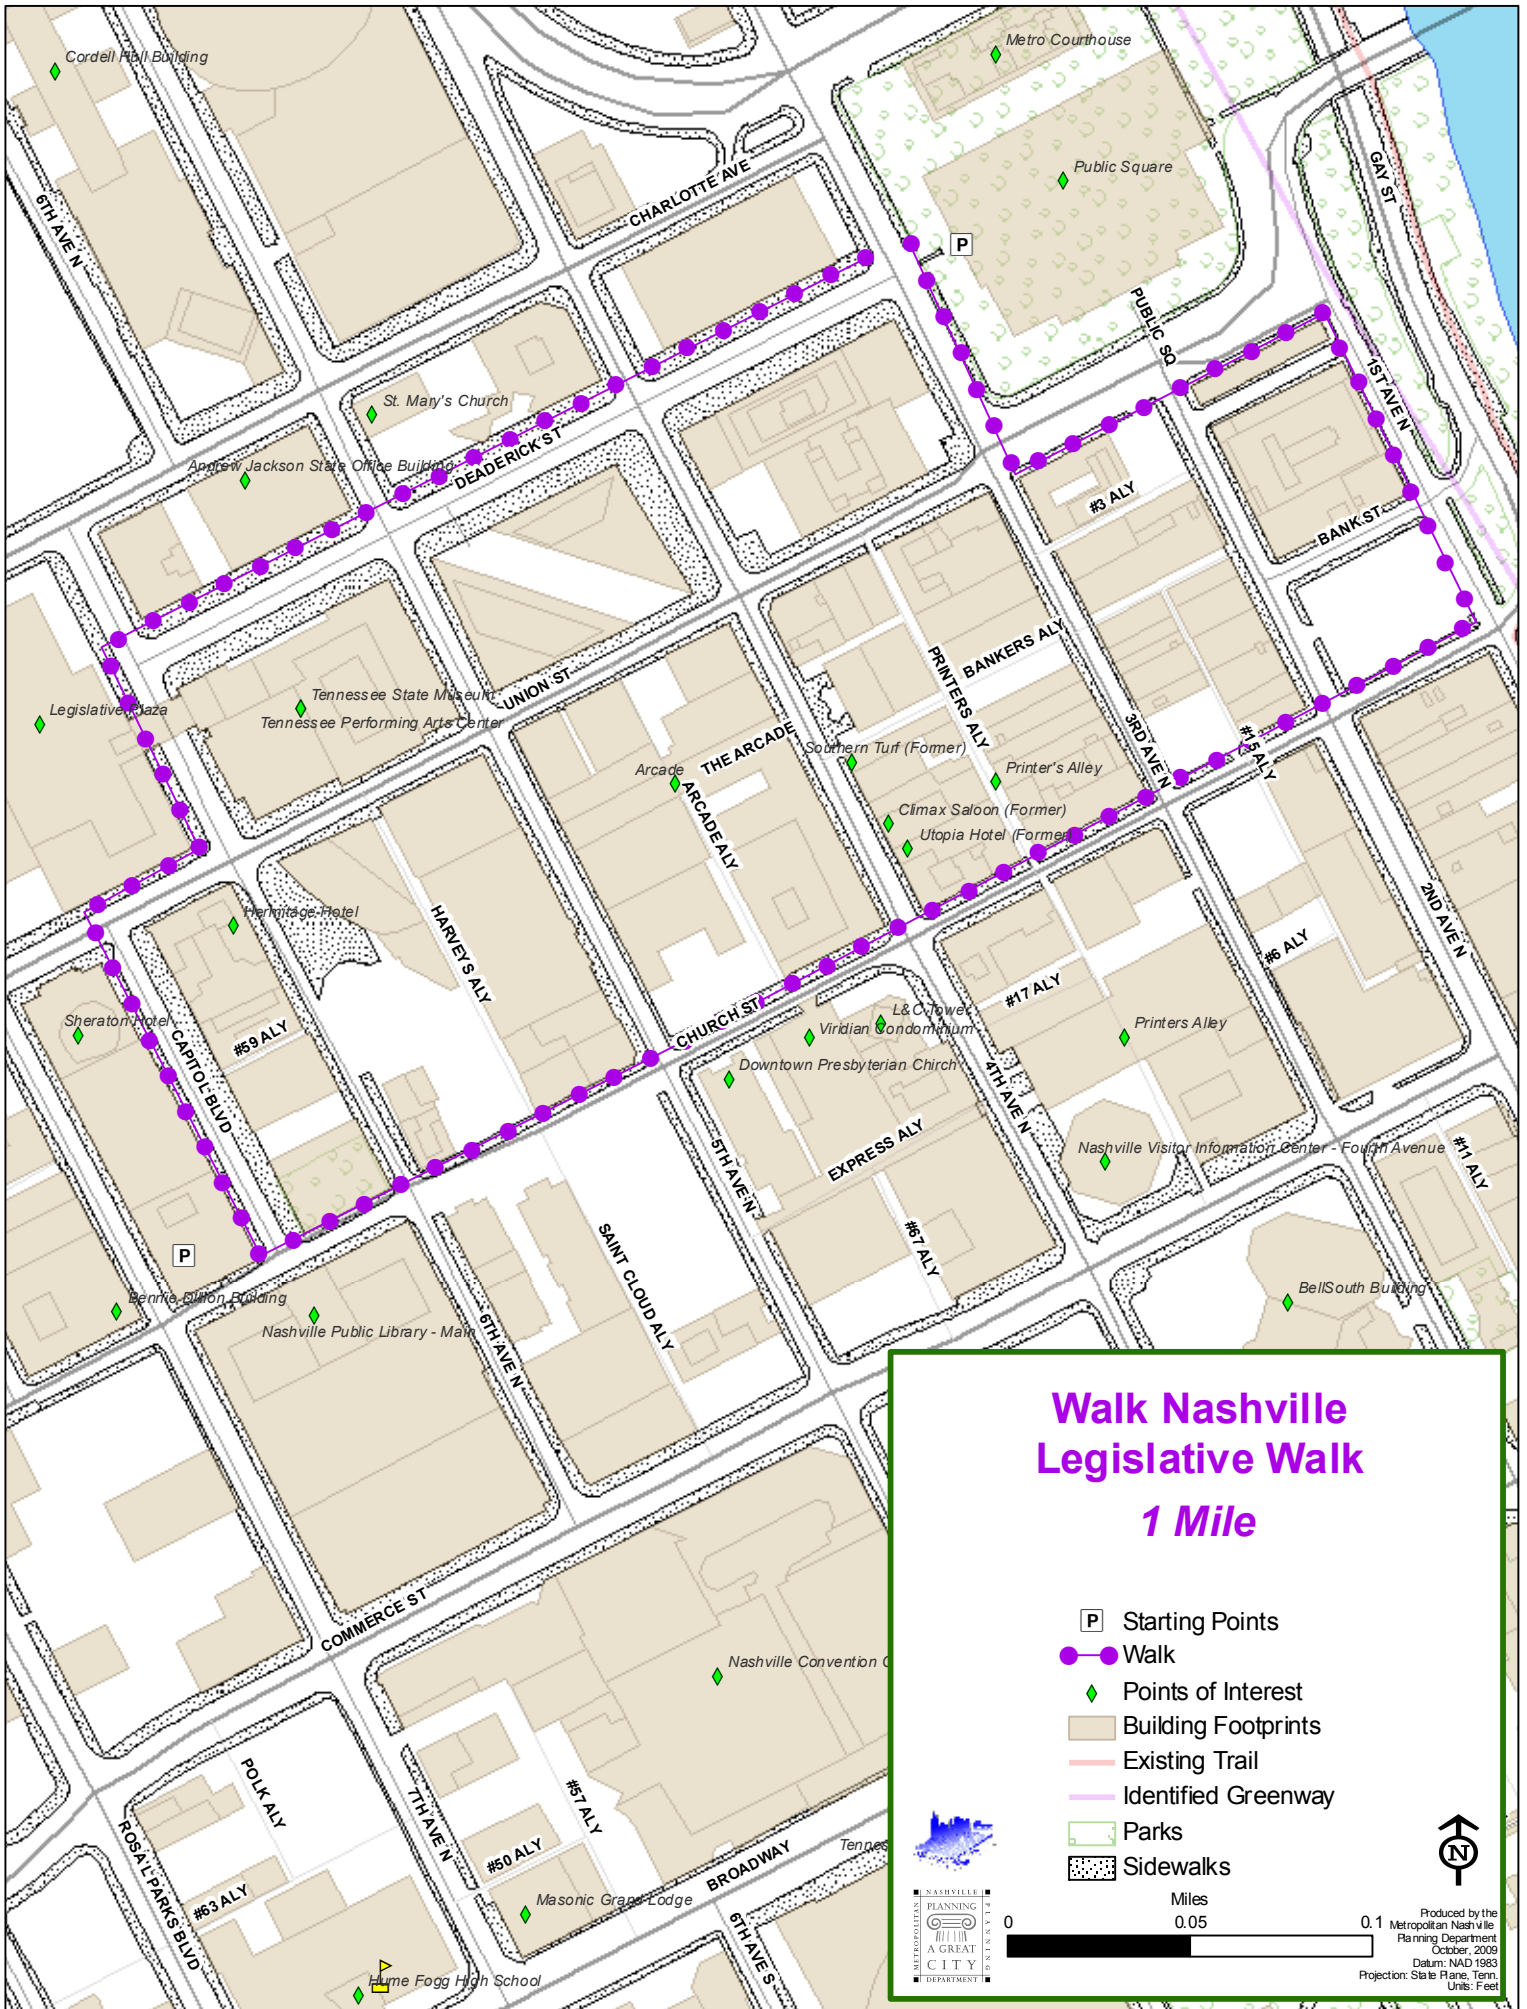 Cordell Hull Building
Metro Courthouse
Public Square
GAY ST
6TH AVE N
CHARLOTTE AVE
P
PUBLIC SQ
1ST AVE N
St. Mary's Church
Andrew Jackson State Office Building
DEADERICK ST
#3 ALY
BANK ST
Legislative Plaza
Tennessee State Museum
Tennessee Performing Arts Center
UNION ST
BANKERS ALY
PRINTERS ALY
THE ARCADE
Southern Turf (Former)
3RD AVE N
#15 ALY
Arcade
ARCADE ALY
Printer's Alley
Climax Saloon (Former)
Utopia Hotel (Former)
Hermitage Hotel
HARVEYS ALY
2ND AVE N
#6 ALY
#17 ALY
Sheraton Hotel
CAPITOL BLVD
#59 ALY
CHURCH ST
L&C Tower
Viridian Condominium
Printers Alley
Downtown Presbyterian Chirch
4TH AVE N
5TH AVE N
EXPRESS ALY
Nashville Visitor Information Center - Fourth Avenue
#11 ALY
P
SAINT CLOUD ALY
#67 ALY
BellSouth Building
Bennie-Dillon Building
Nashville Public Library - Main
6TH AVE N
COMMERCE ST
Nashville Convention C
POLK ALY
#57 ALY
7TH AVE N
ROSA L PARKS BLVD
#50 ALY
BROADWAY
Tennes
#63 ALY
Masonic Grand Lodge
6TH AVE S
Hume Fogg High School
Walk Nashville
Legislative Walk
1 Mile
P Starting Points
Walk
Points of Interest
Building Footprints
Existing Trail
Identified Greenway
Parks
Sidewalks
N
Miles
0 0.05 0.1
NASHVILLE
METROPOLITAN
PLANNING
PLANNING
A GREAT
CITY
DEPARTMENT
Produced by the
Metropolitan Nashville
Planning Department
October, 2009
Datum: NAD 1983
Projection: State Plane, Tenn.
Units: Feet